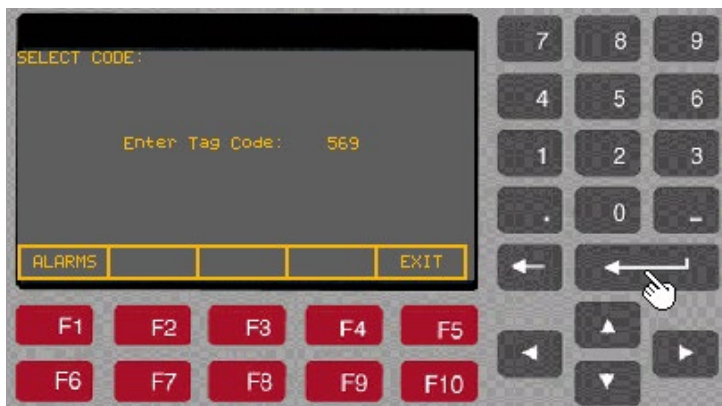 SELECT CODE:
Enter Tag Code: 569
ALARMS EXIT
7 8 9
4 5 6
1 2 3
. 0 -
F1 F2 F3 F4 F5
F6 F7 F8 F9 F10